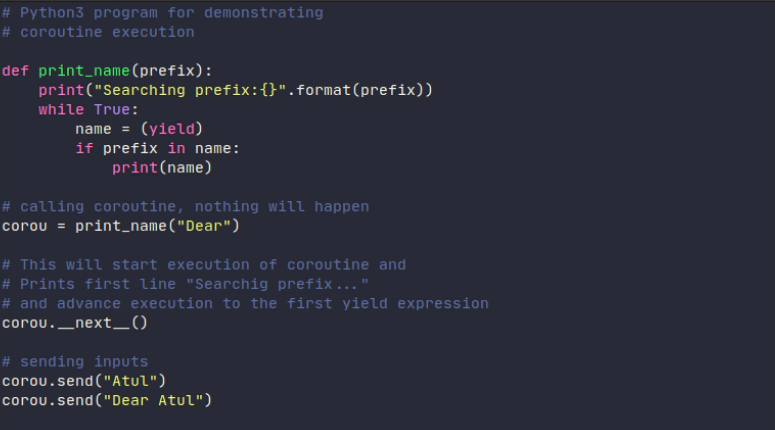 # Python3 program for demonstrating
# coroutine execution
def print_name(prefix):
    print("Searching prefix:{}".format(prefix))
    while True:
        name = (yield)
        if prefix in name:
            print(name)
# calling coroutine, nothing will happen
corou = print_name("Dear")
# This will start execution of coroutine and
# Prints first line "Searchig prefix..."
# and advance execution to the first yield expression
corou.__next__()
# sending inputs
corou.send("Atul")
corou.send("Dear Atul")